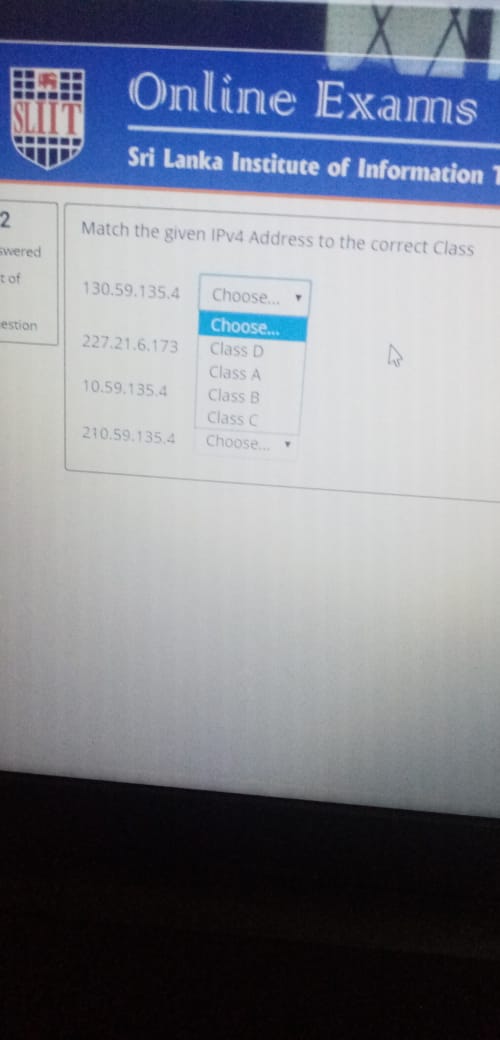 SLIIT
Online Exams
Sri Lanka Institute of Information
2
swered
t of
estion
Match the given IPv4 Address to the correct Class
130.59.135.4 Choose...
Choose...
227.21.6.173 Class D
Class A
10.59.135.4 Class B
Class C
210.59.135.4 Choose...